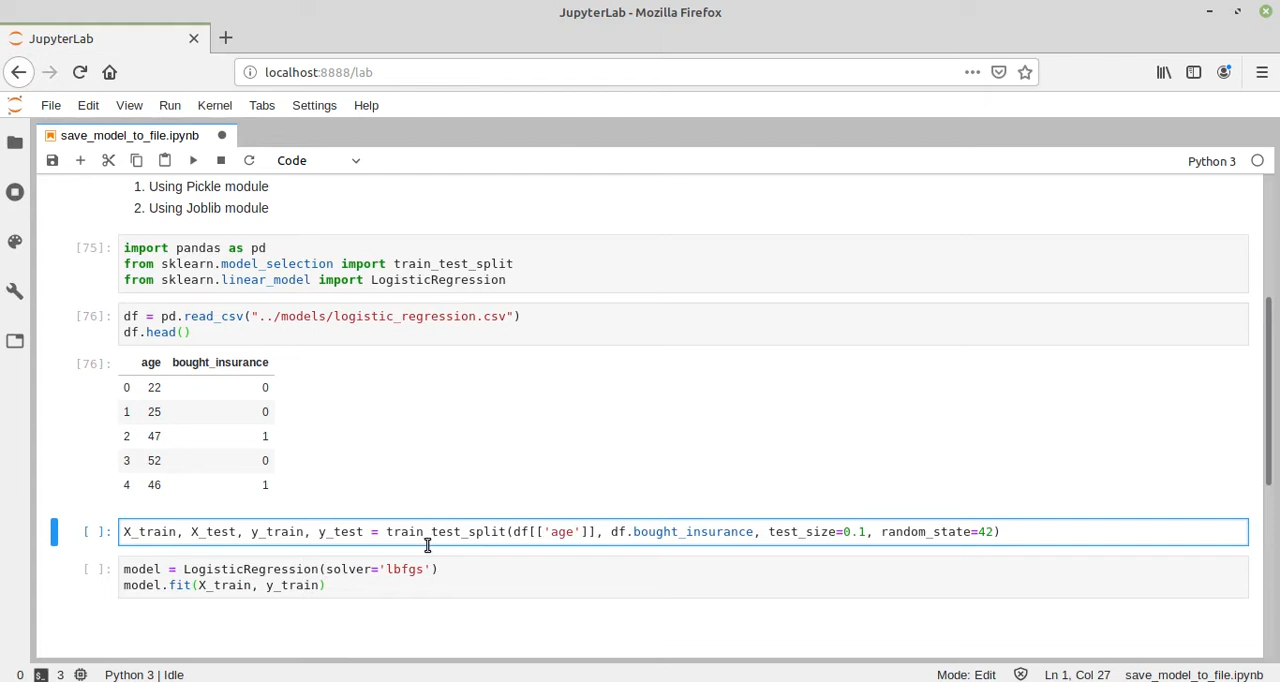 JupyterLab - Mozilla Firefox
JupyterLab
localhost:8888/lab
File Edit View Run Kernel Tabs Settings Help
save_model_to_file.ipynb
Code
Python 3
1. Using Pickle module
2. Using Joblib module
[75]: import pandas as pd
from sklearn.model_selection import train_test_split
from sklearn.linear_model import LogisticRegression
[76]: df = pd.read_csv("../models/logistic_regression.csv")
df.head()
[76]: age bought_insurance
0 22 0
1 25 0
2 47 1
3 52 0
4 46 1
[ ]: X_train, X_test, y_train, y_test = train_test_split(df[['age']], df.bought_insurance, test_size=0.1, random_state=42)
[ ]: model = LogisticRegression(solver='lbfgs')
model.fit(X_train, y_train)
0 3 Python 3 | Idle Mode: Edit Ln 1, Col 27 save_model_to_file.ipynb